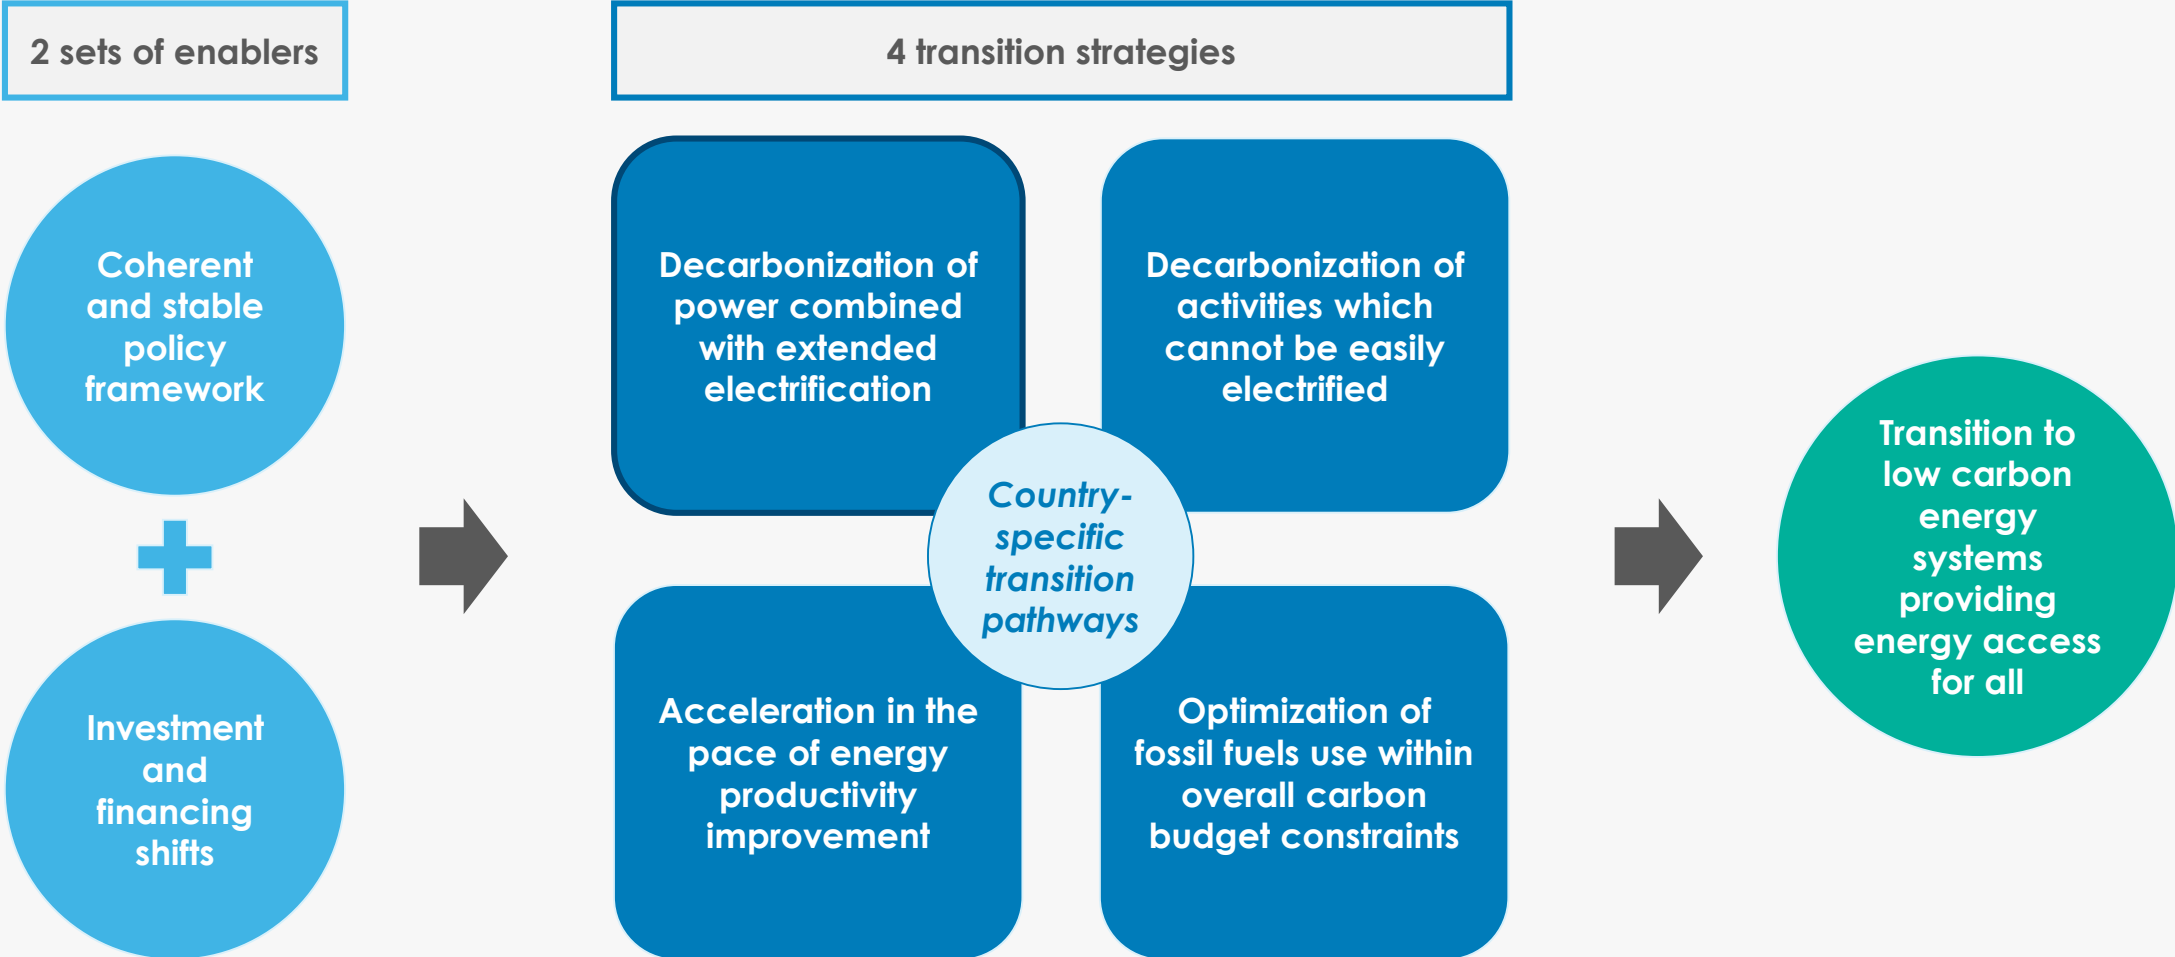 2 sets of enablers
4 transition strategies
Coherent
and stable
policy
framework
Investment
and
financing
shifts
Decarbonization of
power combined
with extended
electrification
Decarbonization of
activities which
cannot be easily
electrified
Country-
specific
transition
pathways
Acceleration in the
pace of energy
productivity
improvement
Optimization of
fossil fuels use within
overall carbon
budget constraints
Transition to
low carbon
energy
systems
providing
energy access
for all